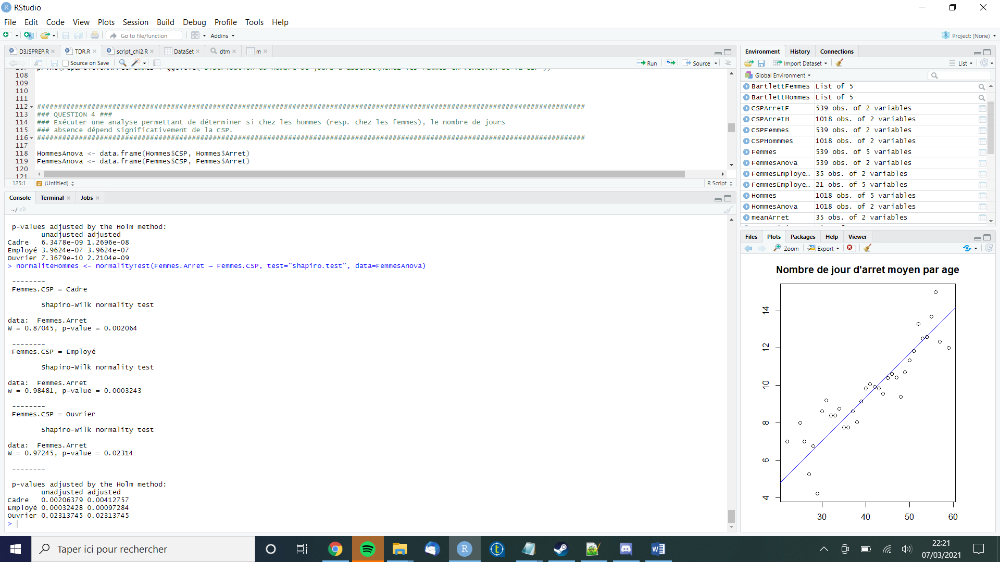 RStudio
File Edit Code View Plots Session Build Debug Profile Tools Help
Go to file/function Addins Project: (None)
D3JSPREP.R TDR.R script_chi2.R DataSet dtm m
Source on Save Run Source
108
109
110
111
112 ####################################################################################################################################
113 ### QUESTION 4 ###
114 ### Exécuter une analyse permettant de déterminer si chez les hommes (resp. chez les femmes), le nombre de jours
115 ### absence dépend significativement de la CSP.
116 ####################################################################################################################################
117
118 HommesAnova <- data.frame(Hommes$CSP, Hommes$Arret)
119 FemmesAnova <- data.frame(Femmes$CSP, Femmes$Arret)
120
121
125:1 (Untitled) R Script
Console Terminal Jobs
~/
p-values adjusted by the Holm method:
unadjusted adjusted
Cadre 6.3478e-09 1.2696e-08
Employé 3.9624e-07 3.9624e-07
Ouvrier 7.3679e-10 2.2104e-09
> normaliteHommes <- normalityTest(Femmes.Arret ~ Femmes.CSP, test="shapiro.test", data=FemmesAnova)
--------
Femmes.CSP = Cadre
Shapiro-Wilk normality test
data: Femmes.Arret
W = 0.87045, p-value = 0.002064
--------
Femmes.CSP = Employé
Shapiro-Wilk normality test
data: Femmes.Arret
W = 0.98481, p-value = 0.0003243
--------
Femmes.CSP = Ouvrier
Shapiro-Wilk normality test
data: Femmes.Arret
W = 0.97245, p-value = 0.02314
--------
p-values adjusted by the Holm method:
unadjusted adjusted
Cadre 0.00206379 0.00412757
Employé 0.00032428 0.00097284
Ouvrier 0.02313745 0.02313745
>
Environment History Connections
Import Dataset List
Global Environment
BartlettFemmes List of 5
BartlettHommes List of 5
CSPArretF 539 obs. of 2 variables
CSPArretH 1018 obs. of 2 variables
CSPFemmes 539 obs. of 2 variables
CSPHommmes 1018 obs. of 2 variables
Femmes 539 obs. of 5 variables
FemmesAnova 539 obs. of 2 variables
FemmesEmploye… 35 obs. of 2 variables
FemmesEmploye… 21 obs. of 5 variables
Hommes 1018 obs. of 5 variables
HommesAnova 1018 obs. of 2 variables
meanArret 35 obs. of 2 variables
Files Plots Packages Help Viewer
Zoom Export
Nombre de jour d'arret moyen par age
14
12
10
8
6
4
30 40 50 60
Taper ici pour rechercher
22:21
07/03/2021